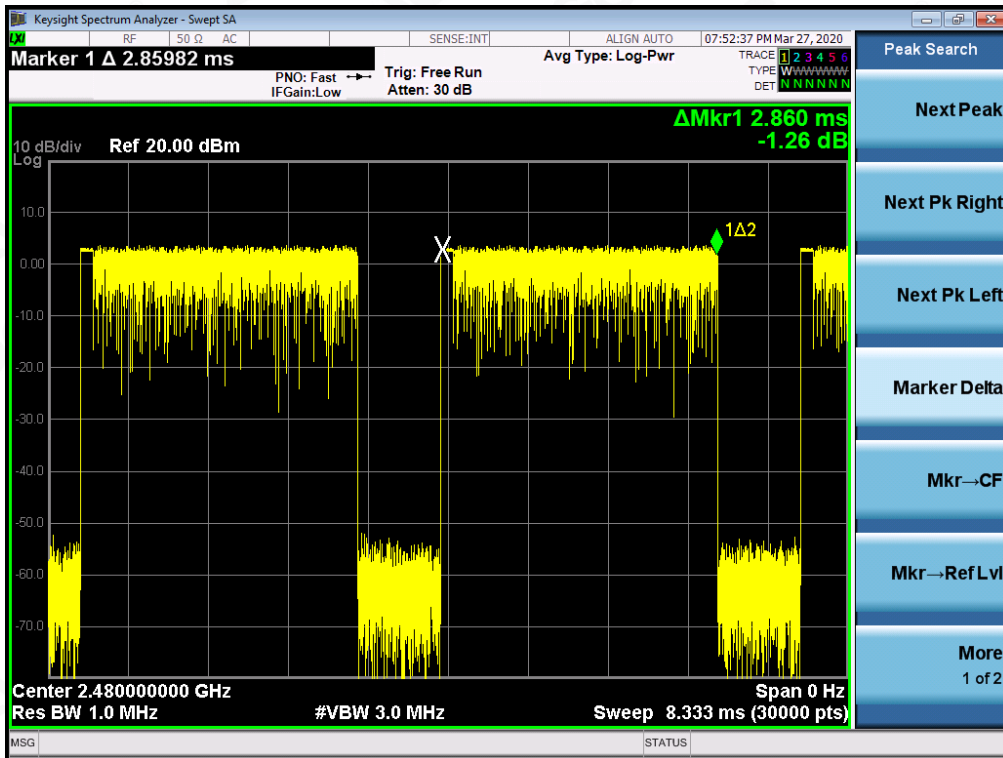 Keysight Spectrum Analyzer - Swept SA
LXI RF 50 Ω AC SENSE:INT ALIGN AUTO 07:52:37 PM Mar 27, 2020
Marker 1 Δ 2.85982 ms
PNO: Fast Trig: Free Run Avg Type: Log-Pwr TRACE 1 2 3 4 5 6
IFGain:Low Atten: 30 dB TYPE WWWWWW
DET N N N N N N
ΔMkr1 2.860 ms
-1.26 dB
10 dB/div Ref 20.00 dBm
Log
10.0
1Δ2
0.00
-10.0
-20.0
-30.0
-40.0
-50.0
-60.0
-70.0
Center 2.480000000 GHz Span 0 Hz
Res BW 1.0 MHz #VBW 3.0 MHz Sweep 8.333 ms (30000 pts)
MSG STATUS
Peak Search
Next Peak
Next Pk Right
Next Pk Left
Marker Delta
Mkr→CF
Mkr→Ref Lvl
More
1 of 2